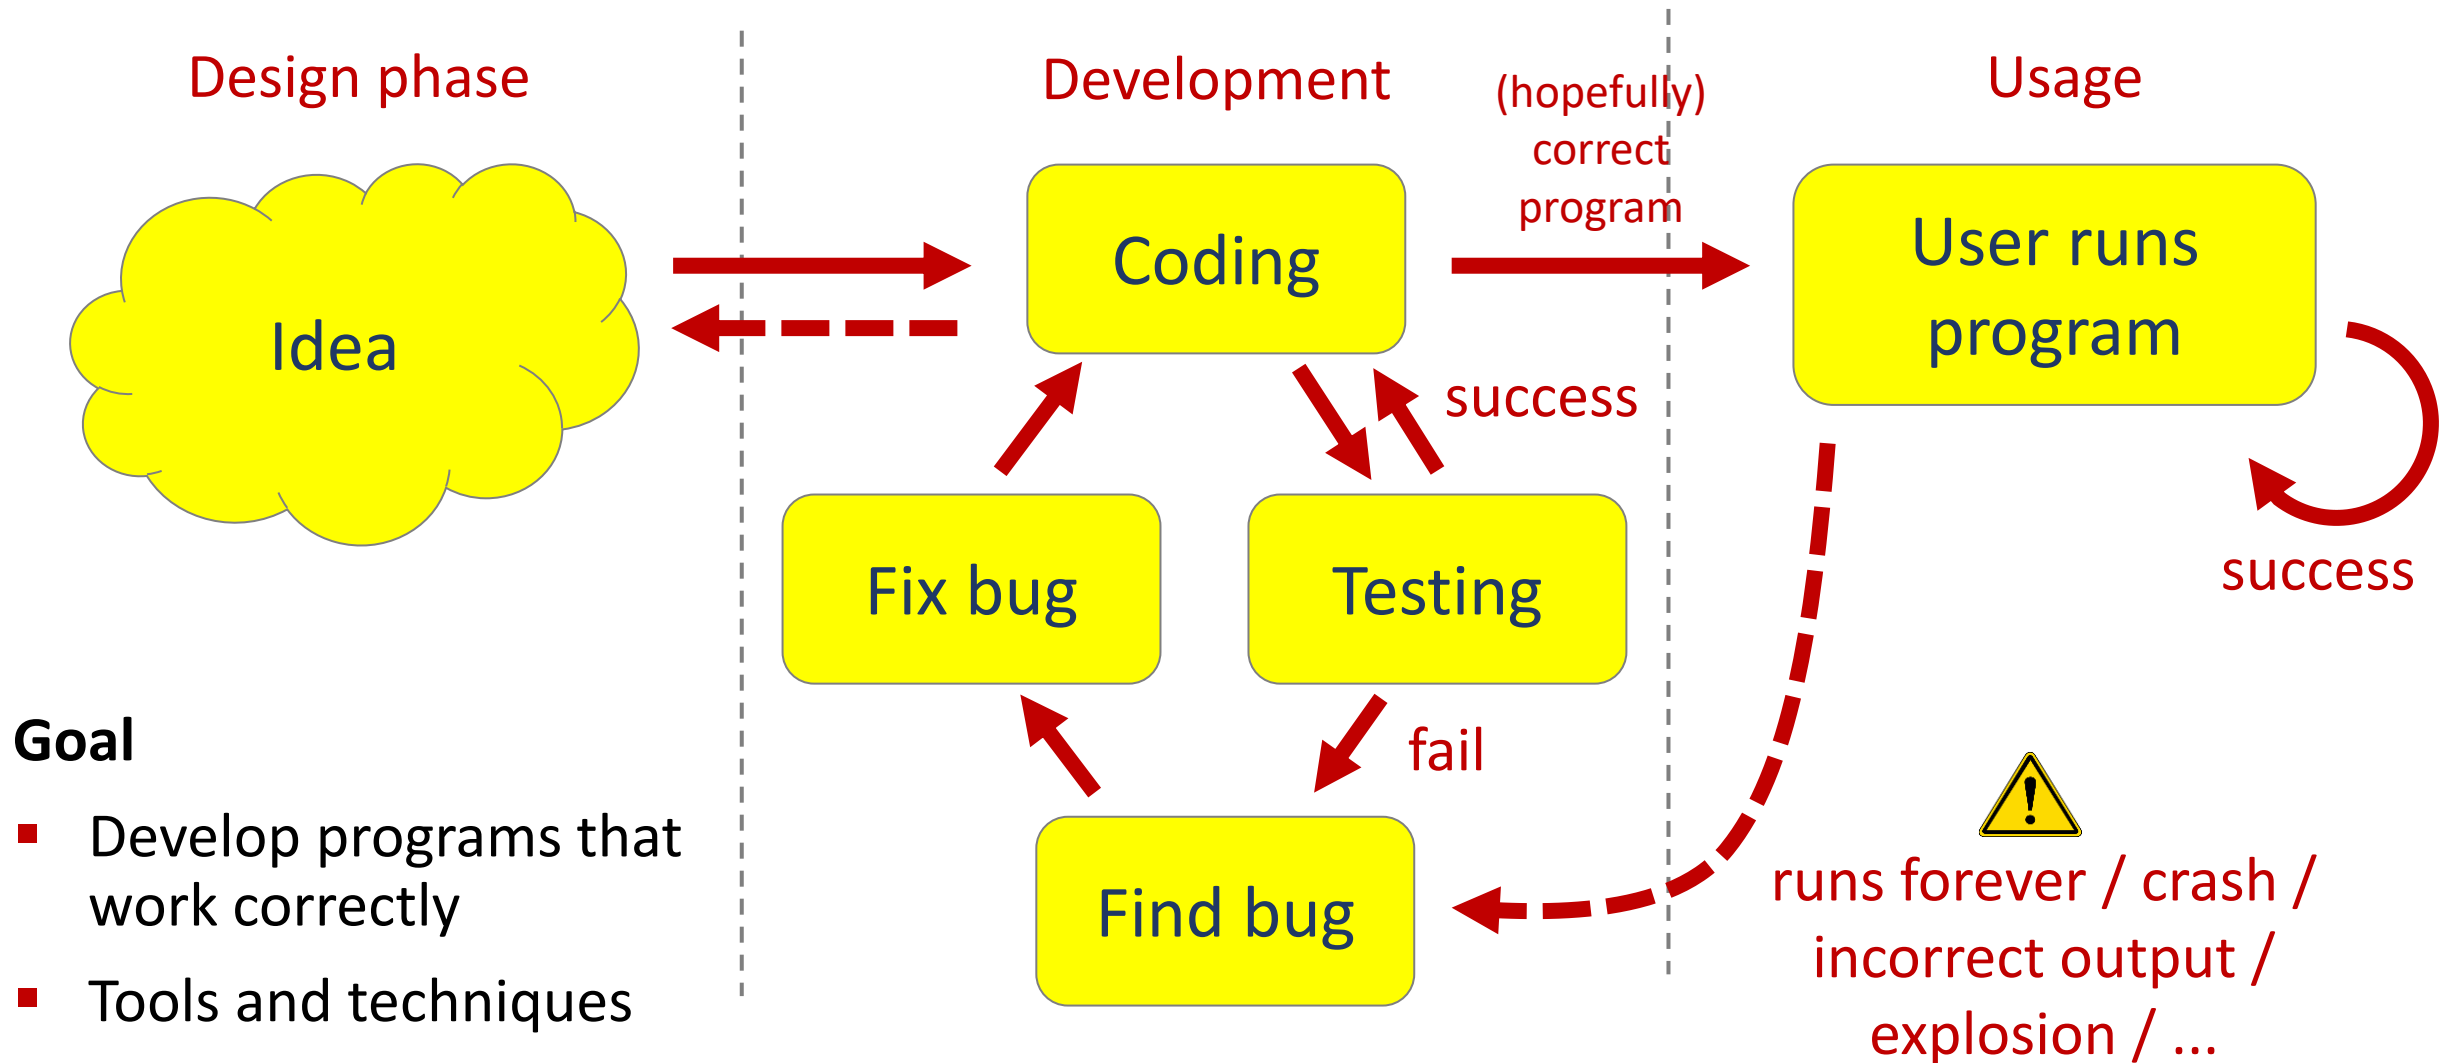 Design phase
Development
(hopefully)
correct
program
Usage
Idea
Coding
User runs
program
success
Fix bug
Testing
success
fail
Find bug
Goal
Develop programs that
work correctly
Tools and techniques
runs forever / crash /
incorrect output /
explosion / ...